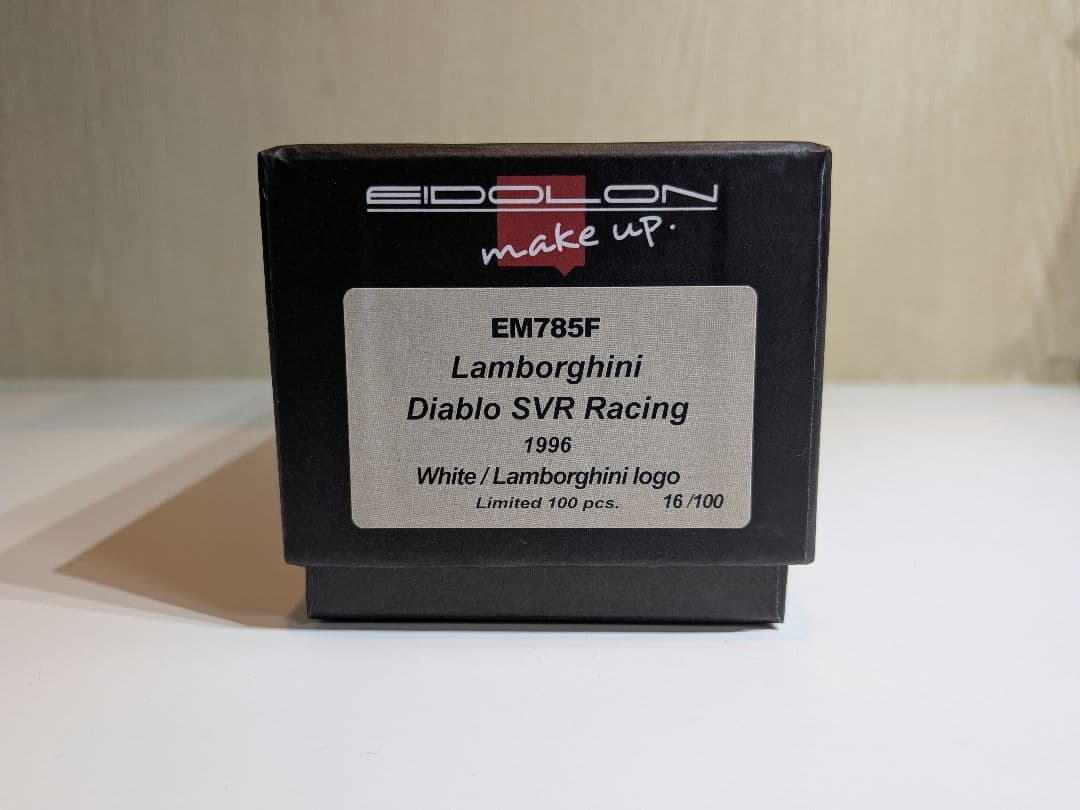 EIDOLON
make up.
EM785F
Lamborghini
Diablo SVR Racing
1996
White / Lamborghini logo
Limited 100 pcs. 16 /100